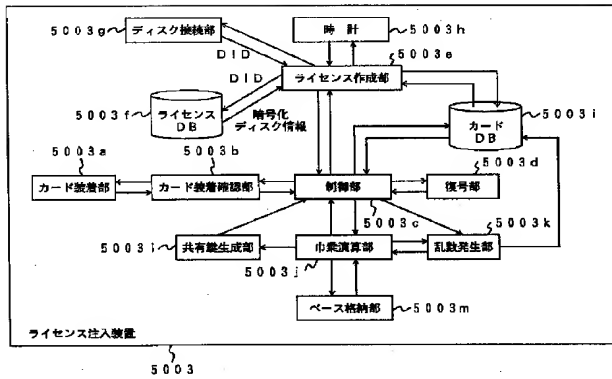 5003g
ディスク接続部
時計
5003h
DID
5003e
ライセンス作成部
DID
5003f
ライセンス
DB
暗号化
ディスク情報
カード
DB
5003i
5003a
5003b
5003d
カード装着部
カード装着確認部
制御部
復号部
5003c
5003k
5003i
共有鍵生成部
巾乗演算部
乱数発生部
5003j
ベース格納部
5003m
ライセンス注入装置
5003